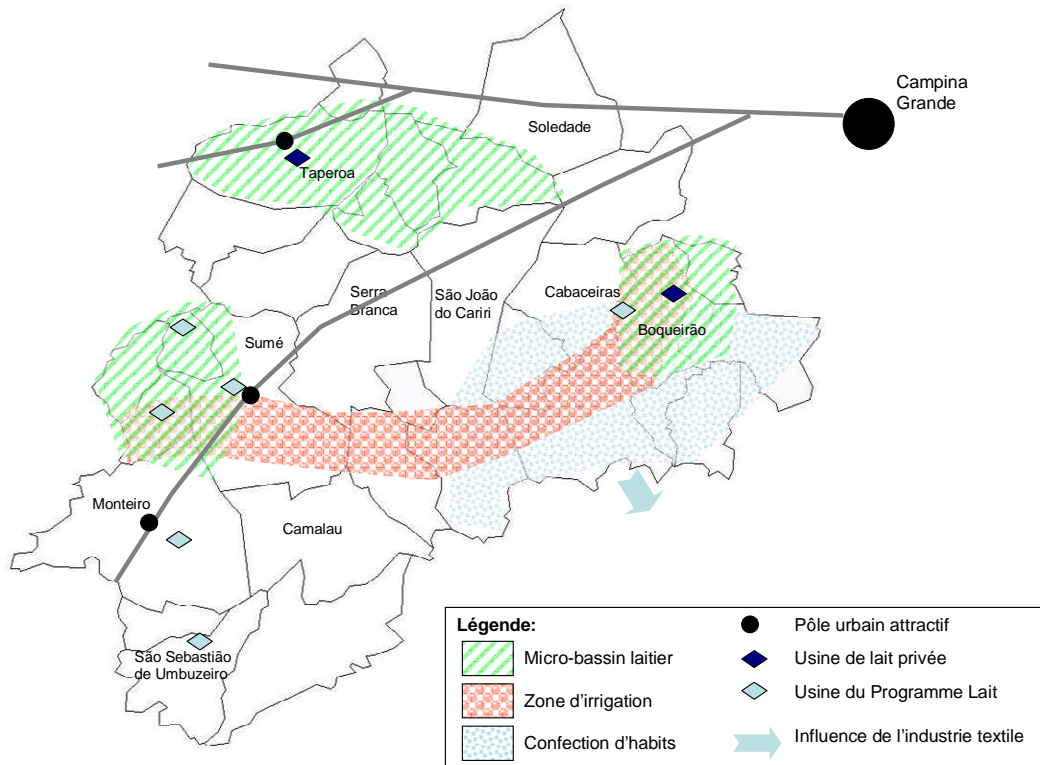 Campina
Grande
Soledade
Taperoa
Serra
Branca
São João
do Cariri
Cabaceiras
Boqueirão
Sumé
Monteiro
Camalau
São Sebastião
de Umbuzeiro
Légende:
Micro-bassin laitier
Zone d'irrigation
Confection d'habits
Pôle urbain attractif
Usine de lait privée
Usine du Programme Lait
Influence de l'industrie textile